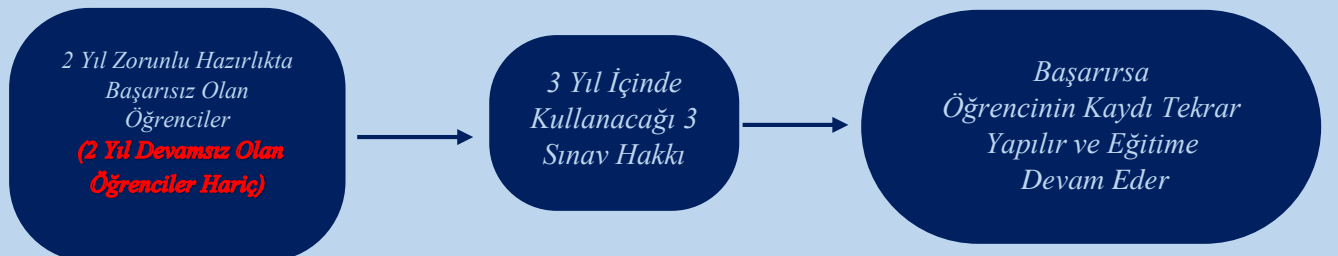 2 Yıl Zorunlu Hazırlıkta
Başarısız Olan
Öğrenciler
(2 Yıl Devamsız Olan
Öğrenciler Hariç)
3 Yıl İçinde
Kullanacağı 3
Sınav Hakkı
Başarırsa
Öğrencinin Kaydı Tekrar
Yapılır ve Eğitime
Devam Eder